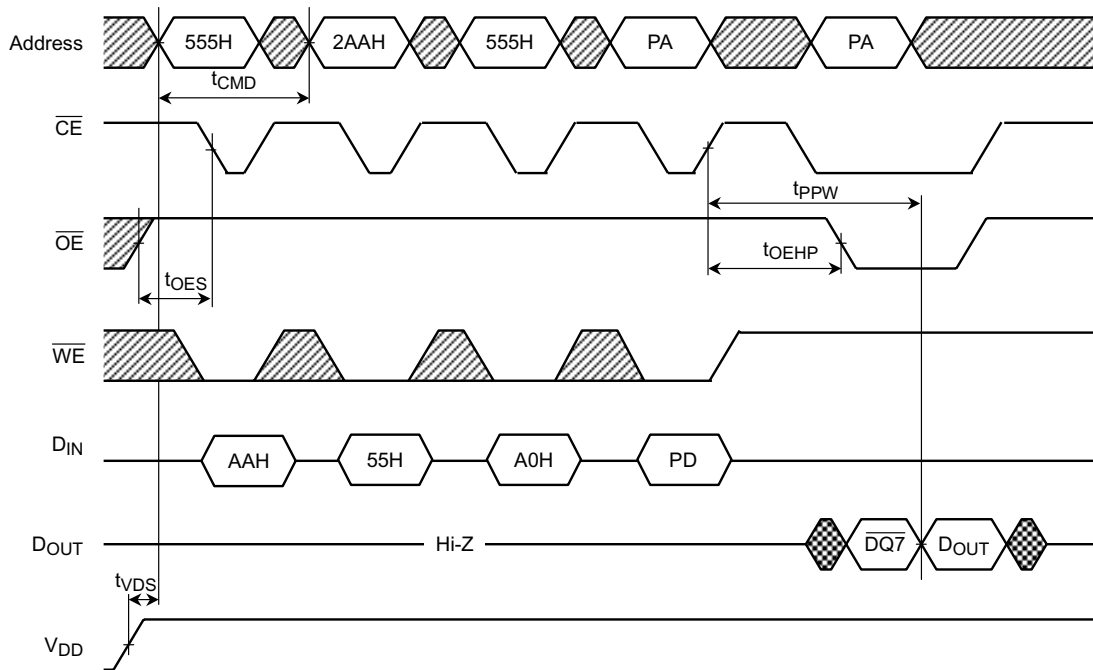 Address 555H 2AAH 555H PA PA
tCMD
CE
tPPW
OE
tOEHP
tOES
WE
DIN AAH 55H A0H PD
DOUT Hi-Z DQ7 DOUT
tVDS
VDD